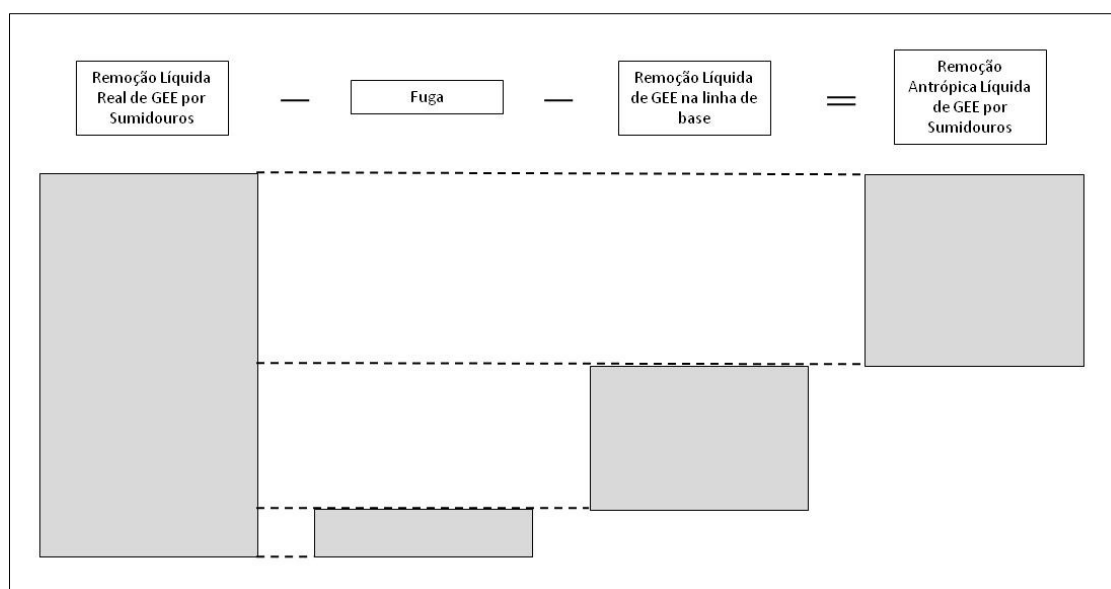 Remoção Líquida
Real de GEE por
Sumidouros
—
Fuga
—
Remoção Líquida
de GEE na linha de
base
=
Remoção
Antrópica Líquida
de GEE por
Sumidouros